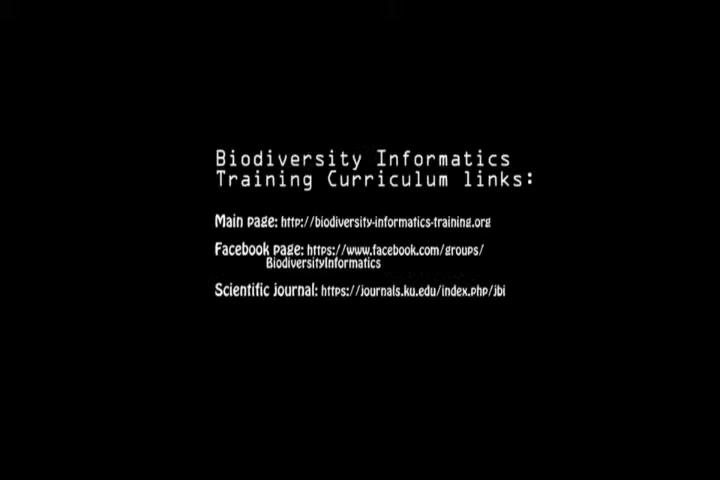 Biodiversity Informatics
Training Curriculum links:
Main page: http://biodiversity-informatics-training.org
Facebook page: https://www.facebook.com/groups/
BiodiversityInformatics
Scientific journal: https://journals.ku.edu/index.php/jbi